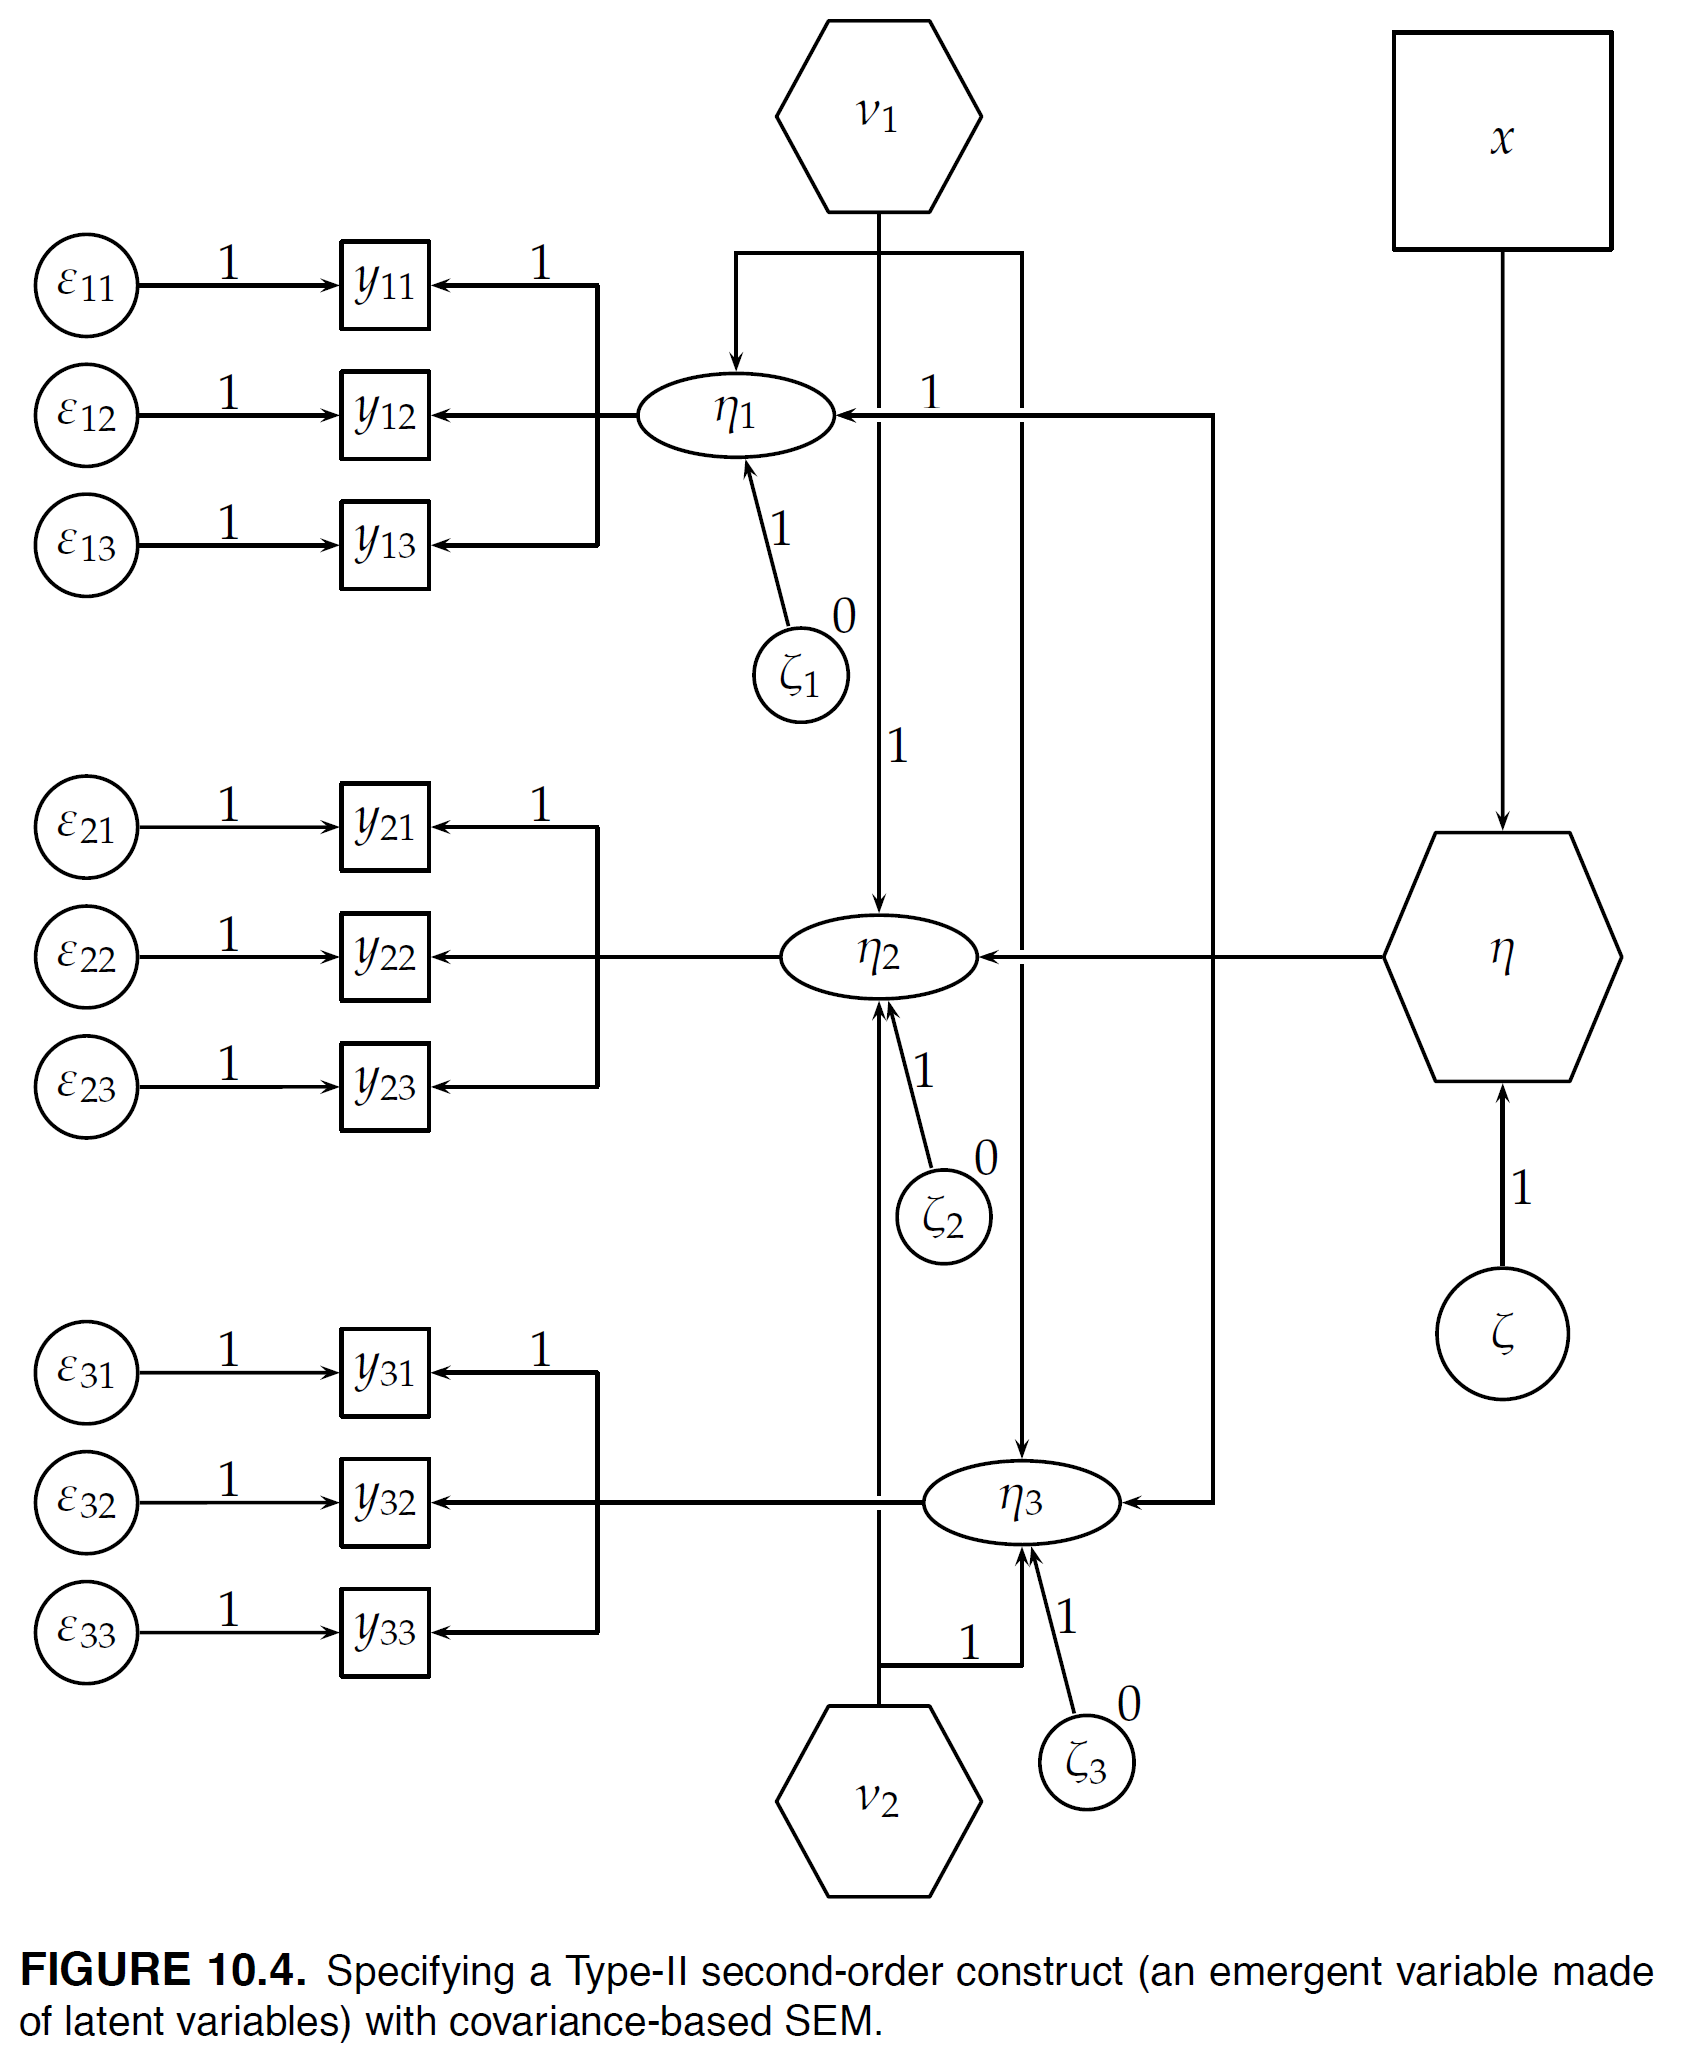 ν1
x
ε11 1 y11 1
ε12 1 y12 η1 1
ε13 1 y13 1
0
ζ1
1
ε21 1 y21 1
ε22 1 y22 η2 η
ε23 1 y23 1
0
ζ2 1
ζ
ε31 1 y31 1
ε32 1 y32 η3
ε33 1 y33 1 1
0
ζ3
ν2
FIGURE 10.4. Specifying a Type-II second-order construct (an emergent variable made
of latent variables) with covariance-based SEM.